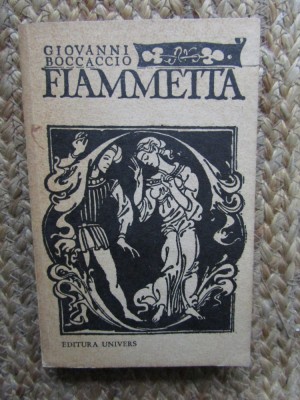 GIOVANNI
BOCCACCIO
FIAMMETTA
EDITURA UNIVERS